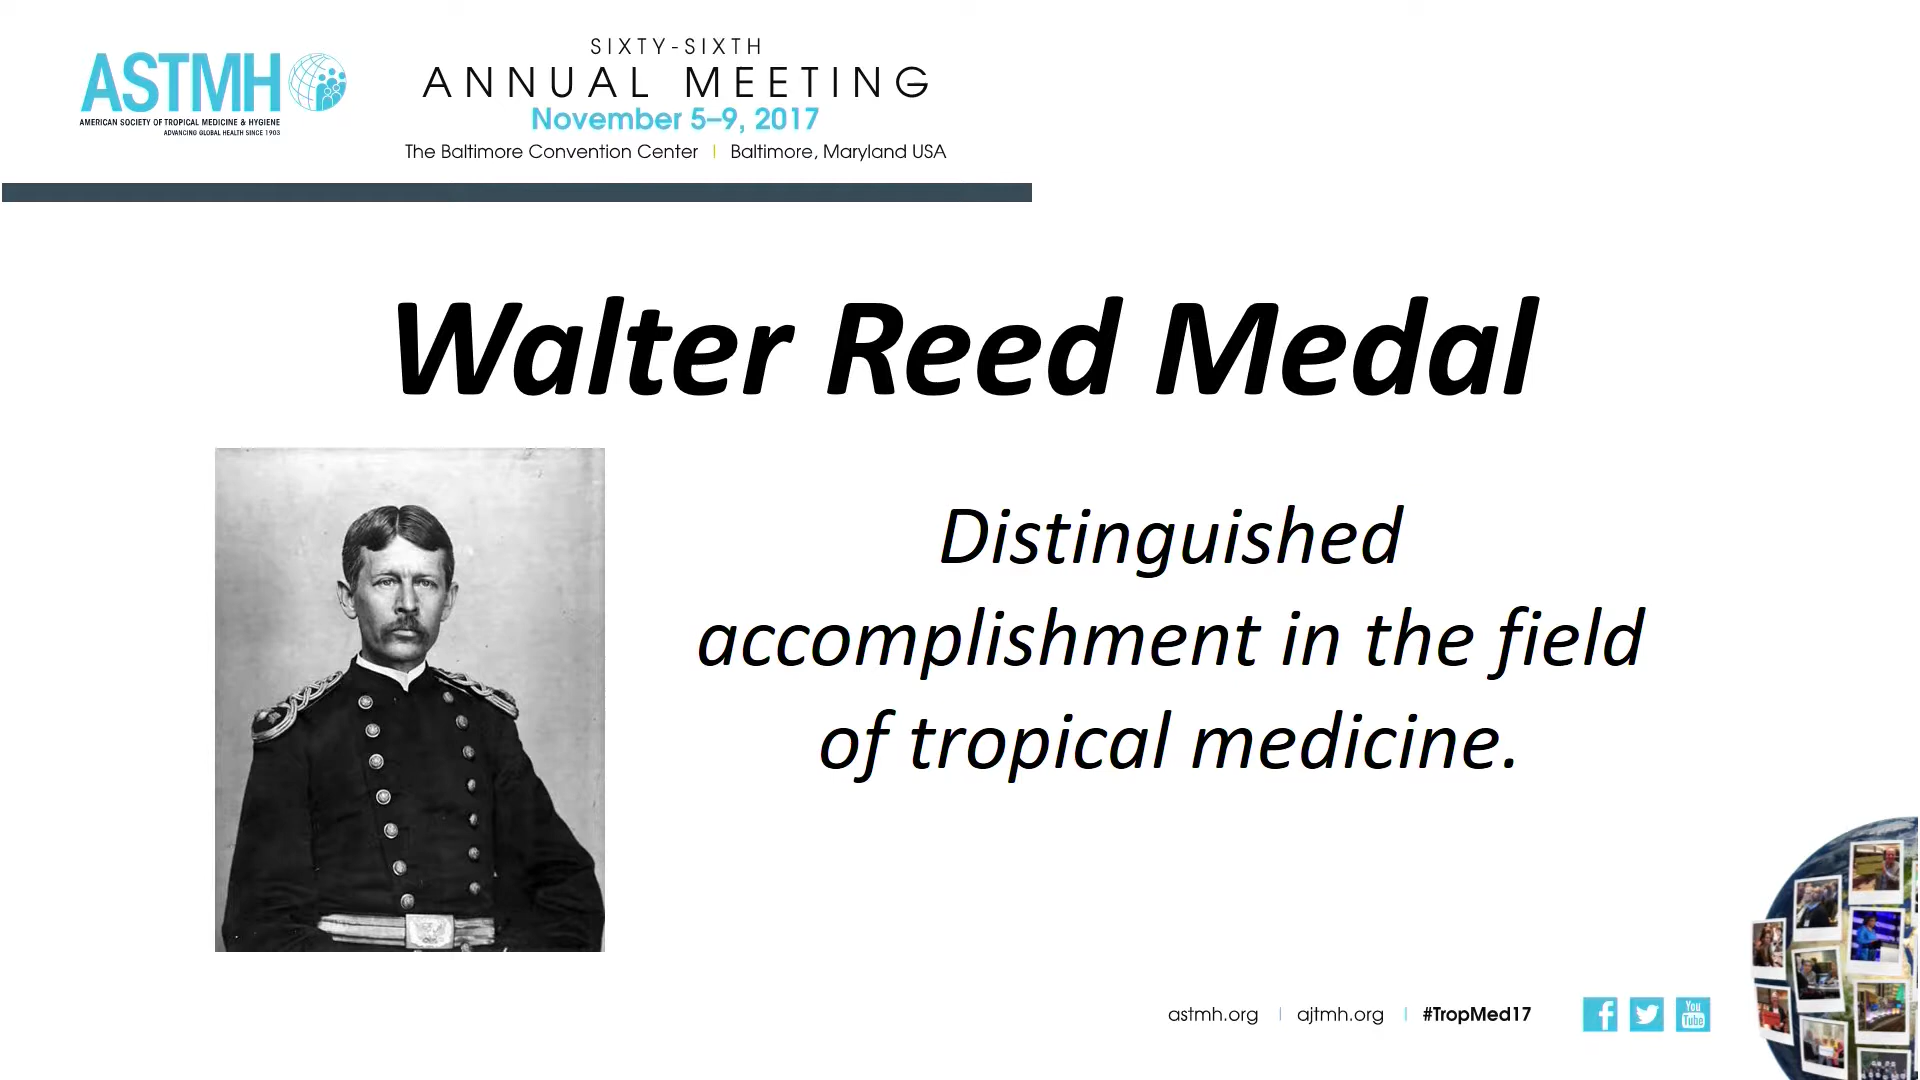 ASTMH
AMERICAN SOCIETY OF TROPICAL MEDICINE & HYGIENE
ADVANCING GLOBAL HEALTH SINCE 1903
SIXTY-SIXTH
ANNUAL MEETING
November 5–9, 2017
The Baltimore Convention Center | Baltimore, Maryland USA
Walter Reed Medal
Distinguished
accomplishment in the field
of tropical medicine.
astmh.org | ajtmh.org | #TropMed17
You
Tube